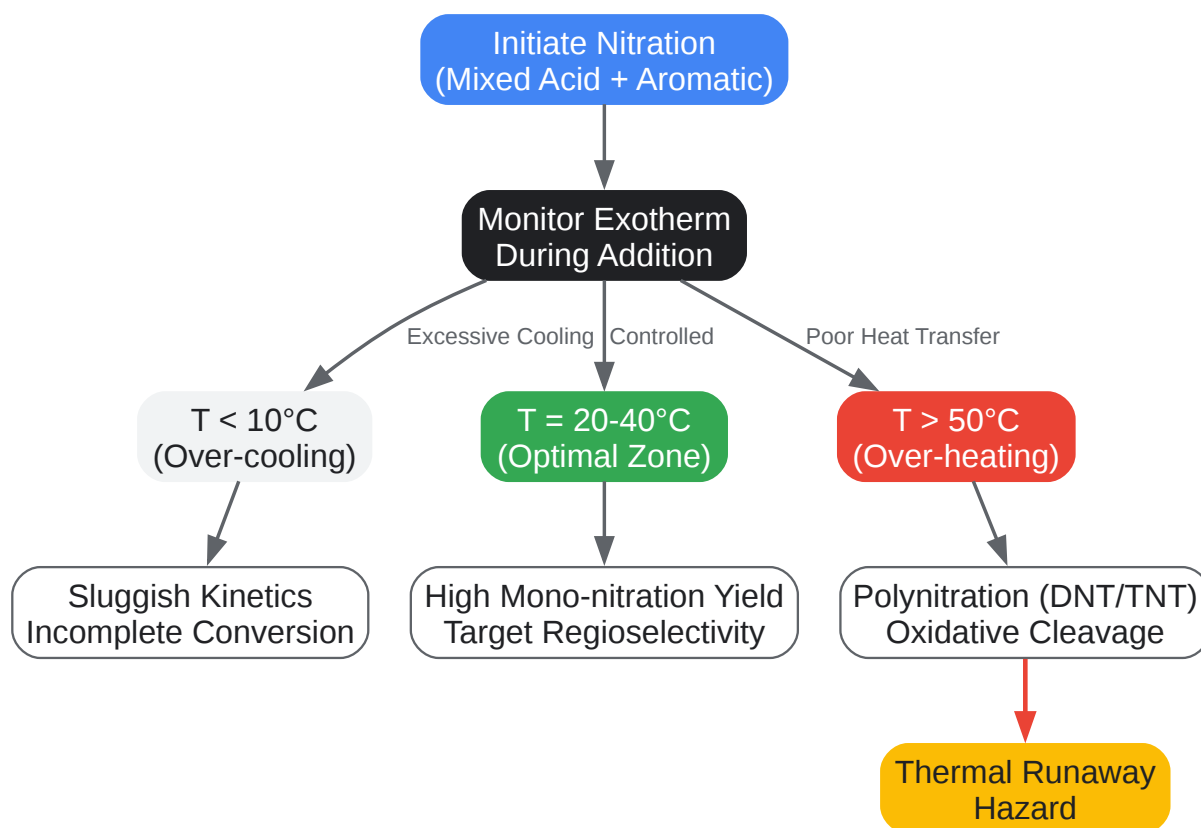 Initiate Nitration
(Mixed Acid + Aromatic)
Monitor Exotherm
During Addition
Excessive Cooling
Controlled
Poor Heat Transfer
T < 10°C
(Over-cooling)
T = 20-40°C
(Optimal Zone)
T > 50°C
(Over-heating)
Sluggish Kinetics
Incomplete Conversion
High Mono-nitration Yield
Target Regioselectivity
Polynitration (DNT/TNT)
Oxidative Cleavage
Thermal Runaway
Hazard